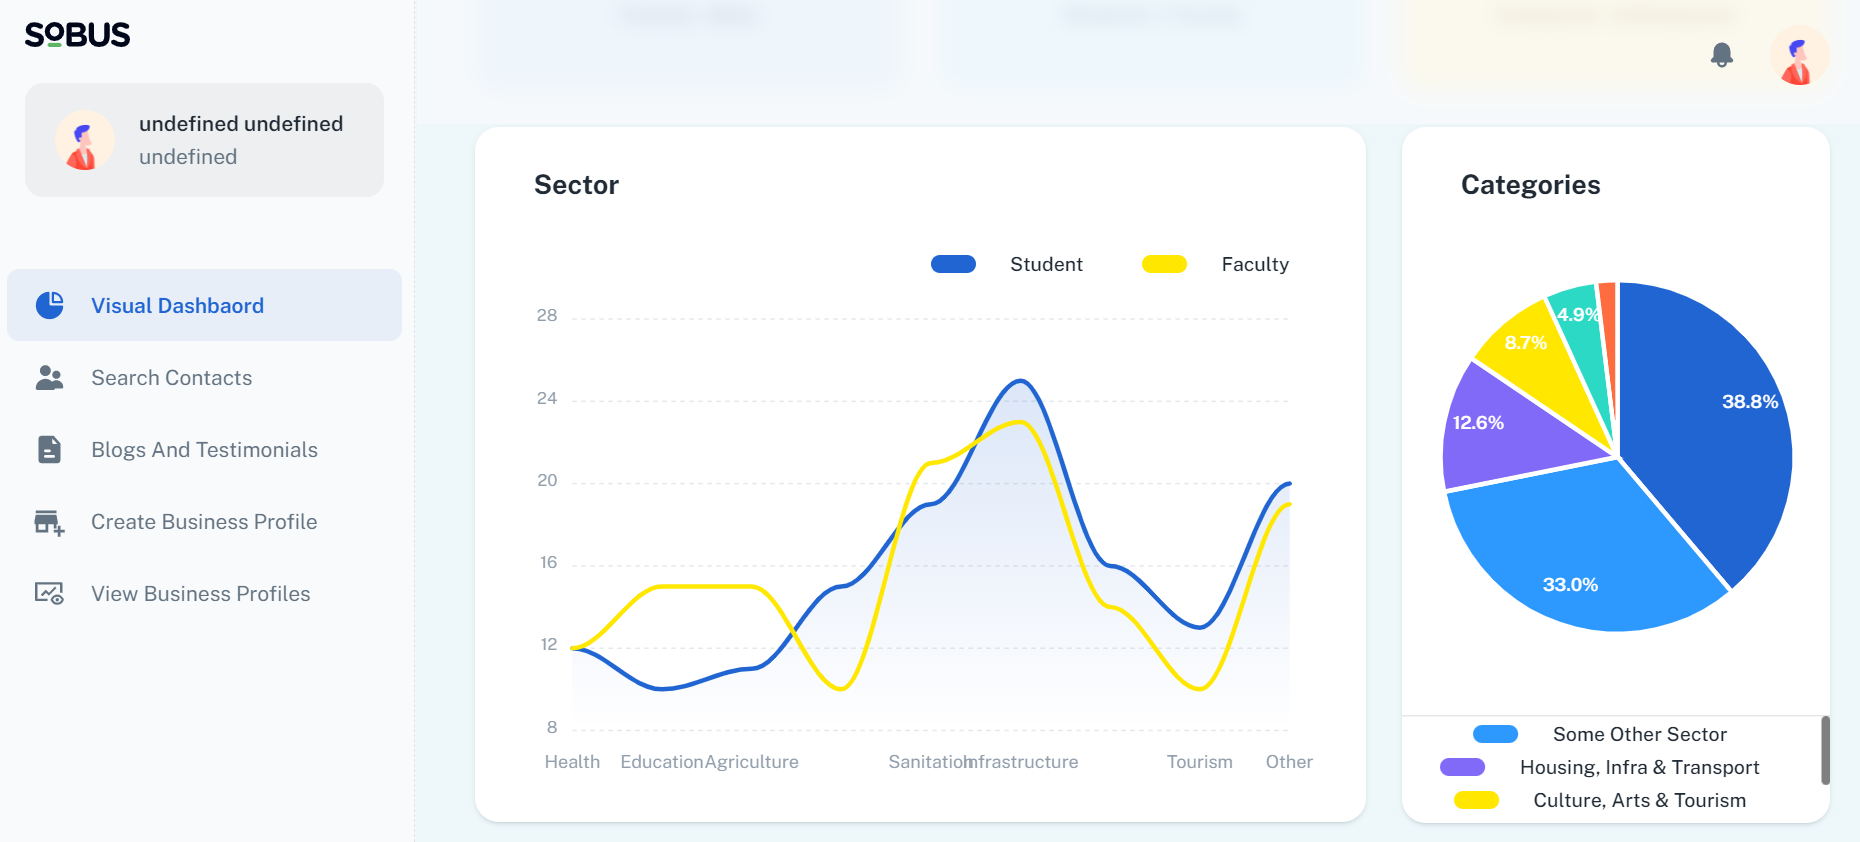 SOBUS
undefined undefined
undefined
Visual Dashbaord
Search Contacts
Blogs And Testimonials
Create Business Profile
View Business Profiles
Sector
Student
Faculty
28
24
20
16
12
8
Health
Education
Agriculture
Sanitation
Infrastructure
Tourism
Other
Categories
4.9%
8.7%
38.8%
12.6%
33.0%
Some Other Sector
Housing, Infra & Transport
Culture, Arts & Tourism